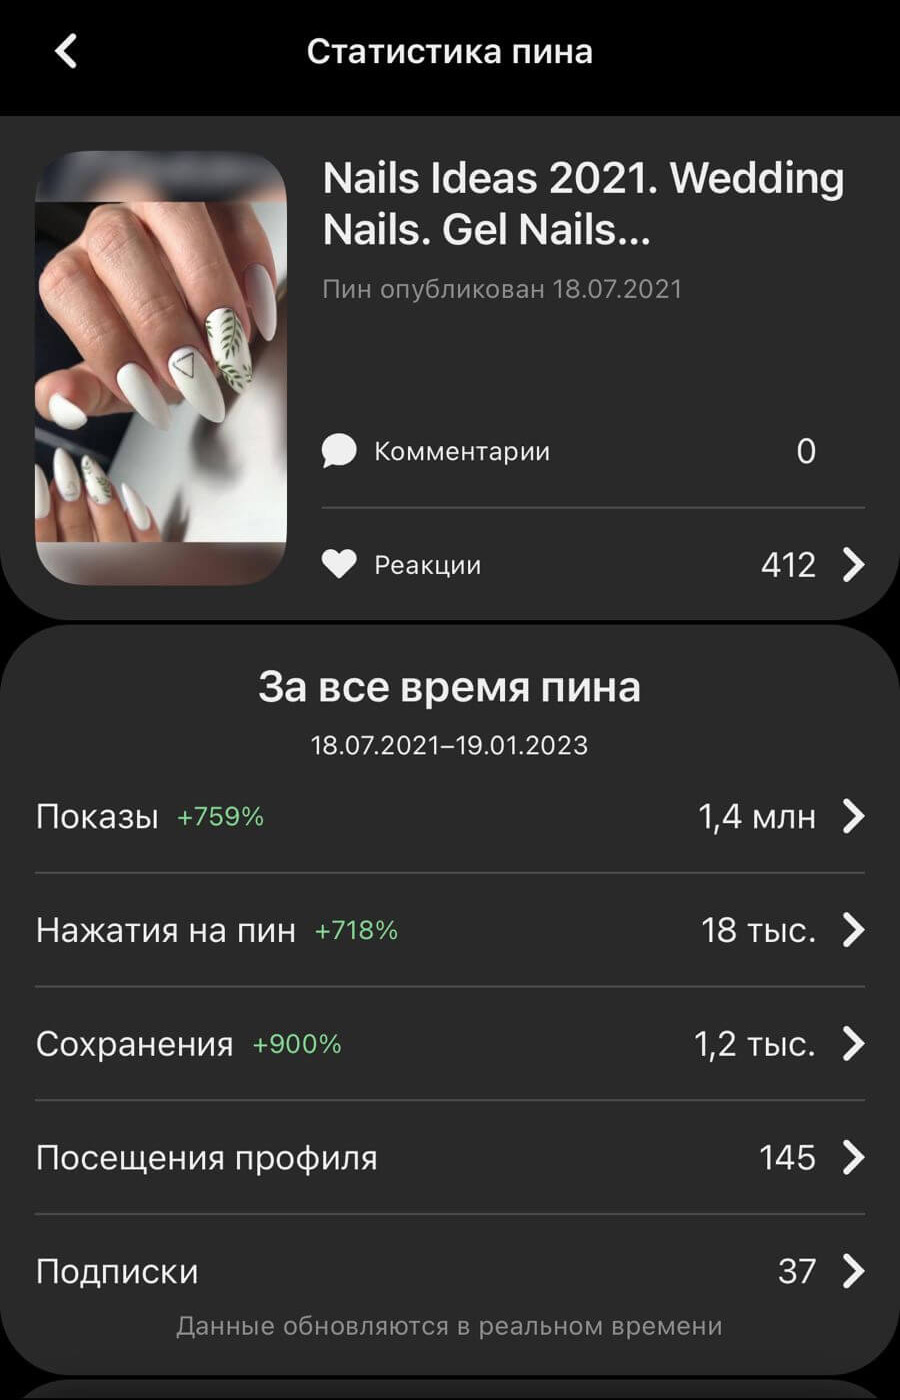 Статистика пина
Nails Ideas 2021. Wedding
Nails. Gel Nails...
Пин опубликован 18.07.2021
Комментарии 0
Реакции 412
За все время пина
18.07.2021–19.01.2023
Показы +759% 1,4 млн
Нажатия на пин +718% 18 тыс.
Сохранения +900% 1,2 тыс.
Посещения профиля 145
Подписки 37
Данные обновляются в реальном времени